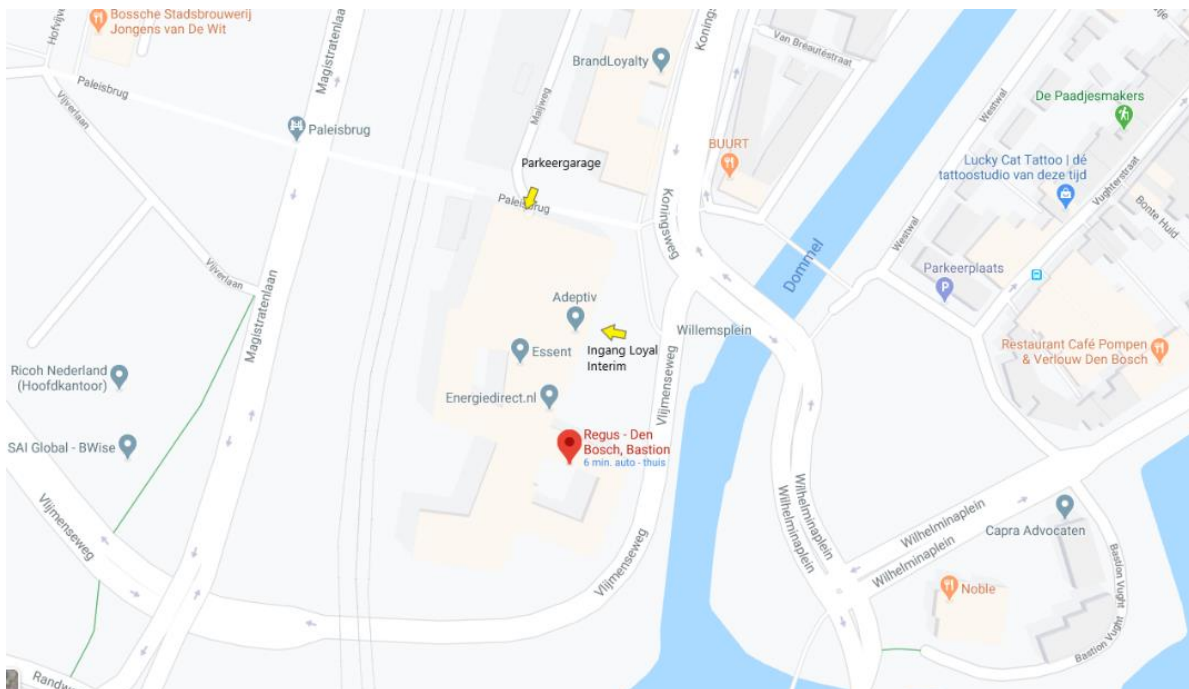 Bossche Stadsbrouwerij
Jongens van De Wit
Hofvijv
Paleisbrug
Vijverlaan
Magistratenlaan
Paleisbrug
Vijverlaan
Magistratenlaan
BrandLoyalty
Maijweg
Parkeergarage
Paleisbrug
Koningsweg
Konings
Van Bréautéstraat
BUURT
Westwal
De Paadjesmakers
Lucky Cat Tattoo | dé
tattoostudio van deze tijd
Vughterstraat
Bonte Huid
Westwal
Dommel
Parkeerplaats
P
Adeptiv
Essent
Ingang Loyal
Interim
Willemsplein
Restaurant Café Pompen
& Verlouw Den Bosch
Ricoh Nederland
(Hoofdkantoor)
Energiedirect.nl
Regus - Den
Bosch, Bastion
6 min. auto - thuis
SAI Global - BWise
Vlijmenseweg
Vlijmenseweg
Vlijmenseweg
Wilhelminaplein
Wilhelminaplein
Wilhelminaplein
Wilhelminaplein
Capra Advocaten
Noble
Bastion Vught
Bastion Vught
Randw